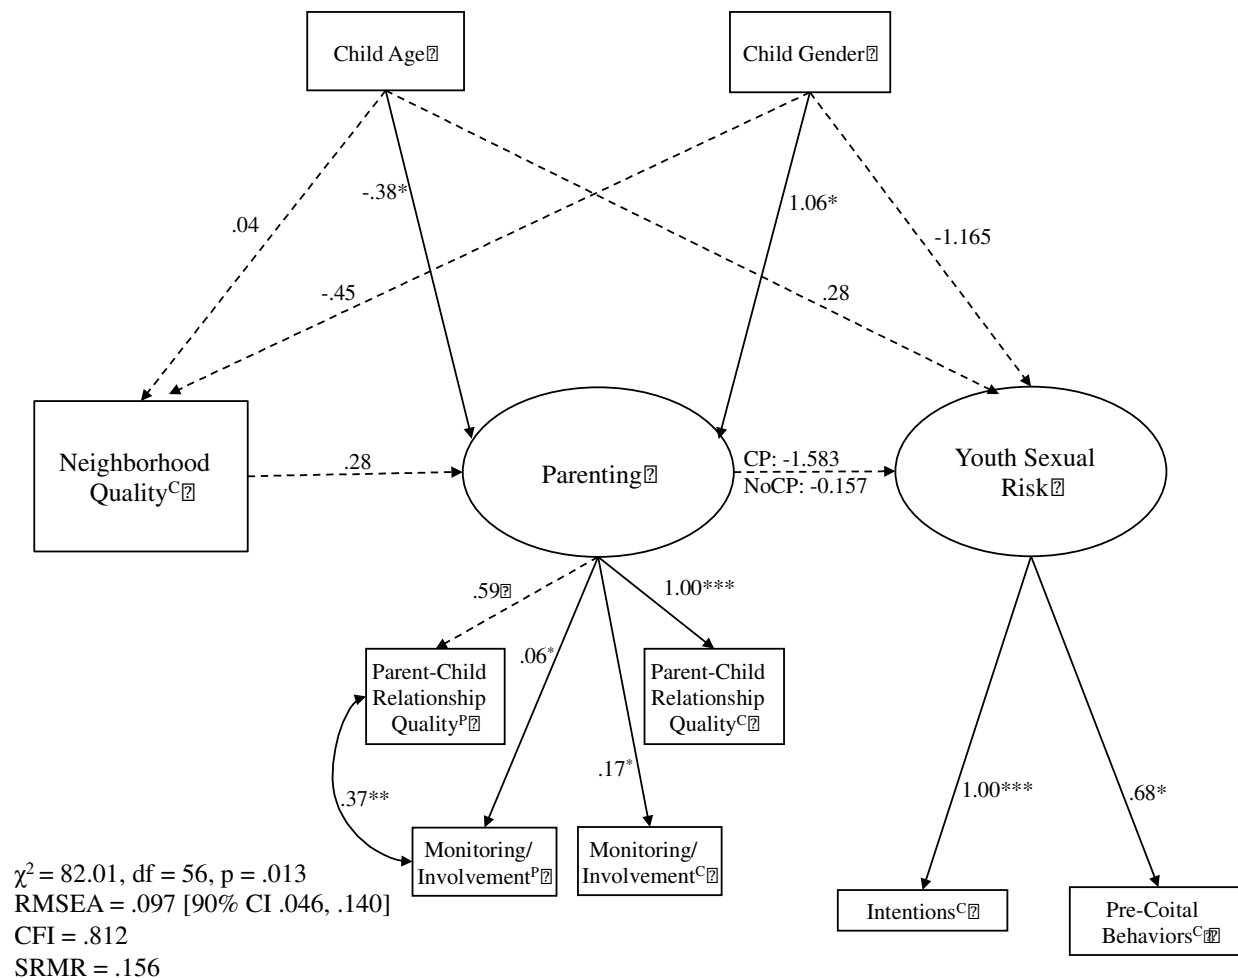 Child Age
Child Gender
-.38*
1.06*
.04
-1.165
-.45
.28
Neighborhood
Quality^C
.28
Parenting
CP: -1.583
NoCP: -0.157
Youth Sexual
Risk
.59
1.00***
.06*
Parent-Child
Relationship
Quality^P
Parent-Child
Relationship
Quality^C
.17*
.37**
1.00***
.68*
Monitoring/
Involvement^P
Monitoring/
Involvement^C
Intentions^C
Pre-Coital
Behaviors^C
χ² = 82.01, df = 56, p = .013
RMSEA = .097 [90% CI .046, .140]
CFI = .812
SRMR = .156